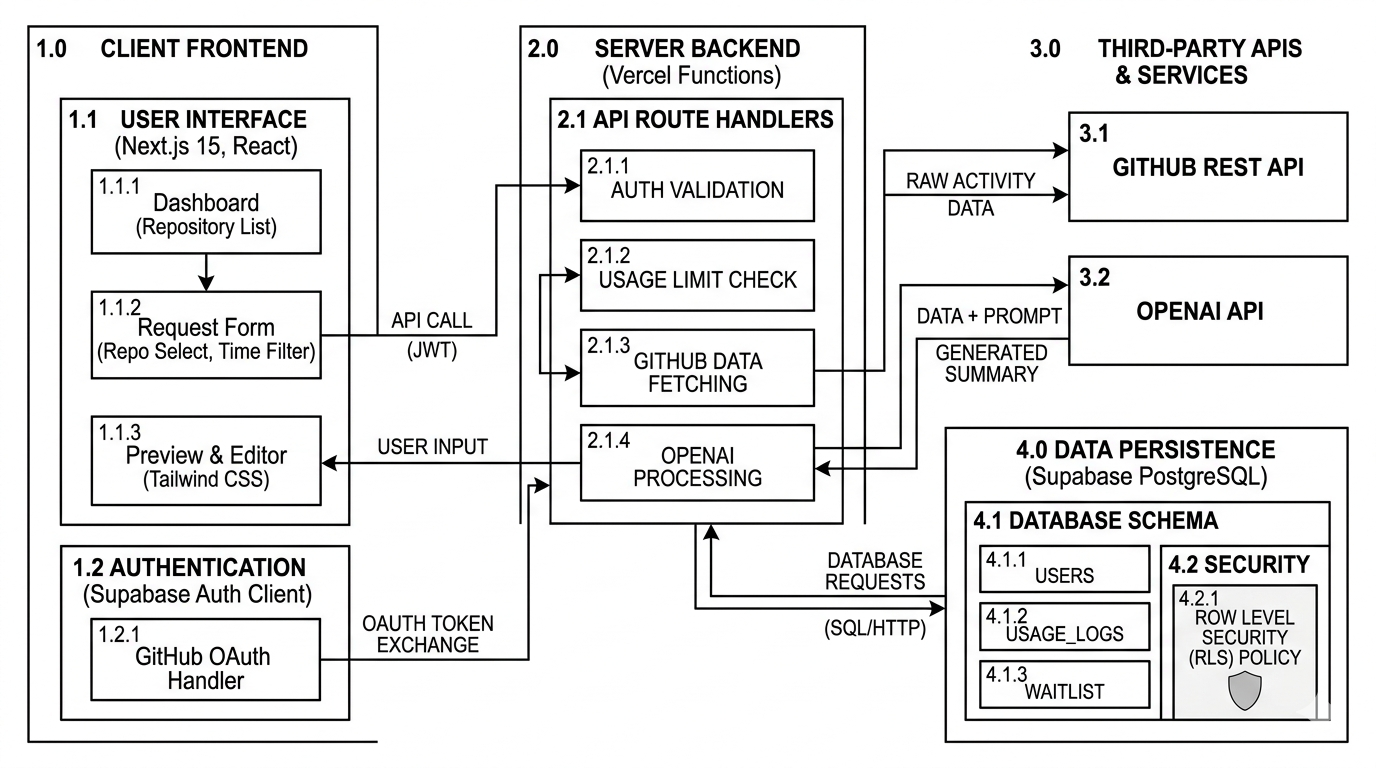 1.0 CLIENT FRONTEND
1.1 USER INTERFACE
(Next.js 15, React)
1.1.1
Dashboard
(Repository List)
1.1.2
Request Form
(Repo Select, Time Filter)
1.1.3
Preview & Editor
(Tailwind CSS)
1.2 AUTHENTICATION
(Supabase Auth Client)
1.2.1
GitHub OAuth
Handler
API CALL
(JWT)
USER INPUT
OAUTH TOKEN
EXCHANGE
2.0 SERVER BACKEND
(Vercel Functions)
2.1 API ROUTE HANDLERS
2.1.1
AUTH VALIDATION
2.1.2
USAGE LIMIT CHECK
2.1.3
GITHUB DATA
FETCHING
2.1.4
OPENAI
PROCESSING
RAW ACTIVITY
DATA
DATA + PROMPT
GENERATED
SUMMARY
DATABASE
REQUESTS
(SQL/HTTP)
3.0 THIRD-PARTY APIS
& SERVICES
3.1
GITHUB REST API
3.2
OPENAI API
4.0 DATA PERSISTENCE
(Supabase PostgreSQL)
4.1 DATABASE SCHEMA
4.1.1
USERS
4.1.2
USAGE_LOGS
4.1.3
WAITLIST
4.2 SECURITY
4.2.1
ROW LEVEL
SECURITY
(RLS) POLICY